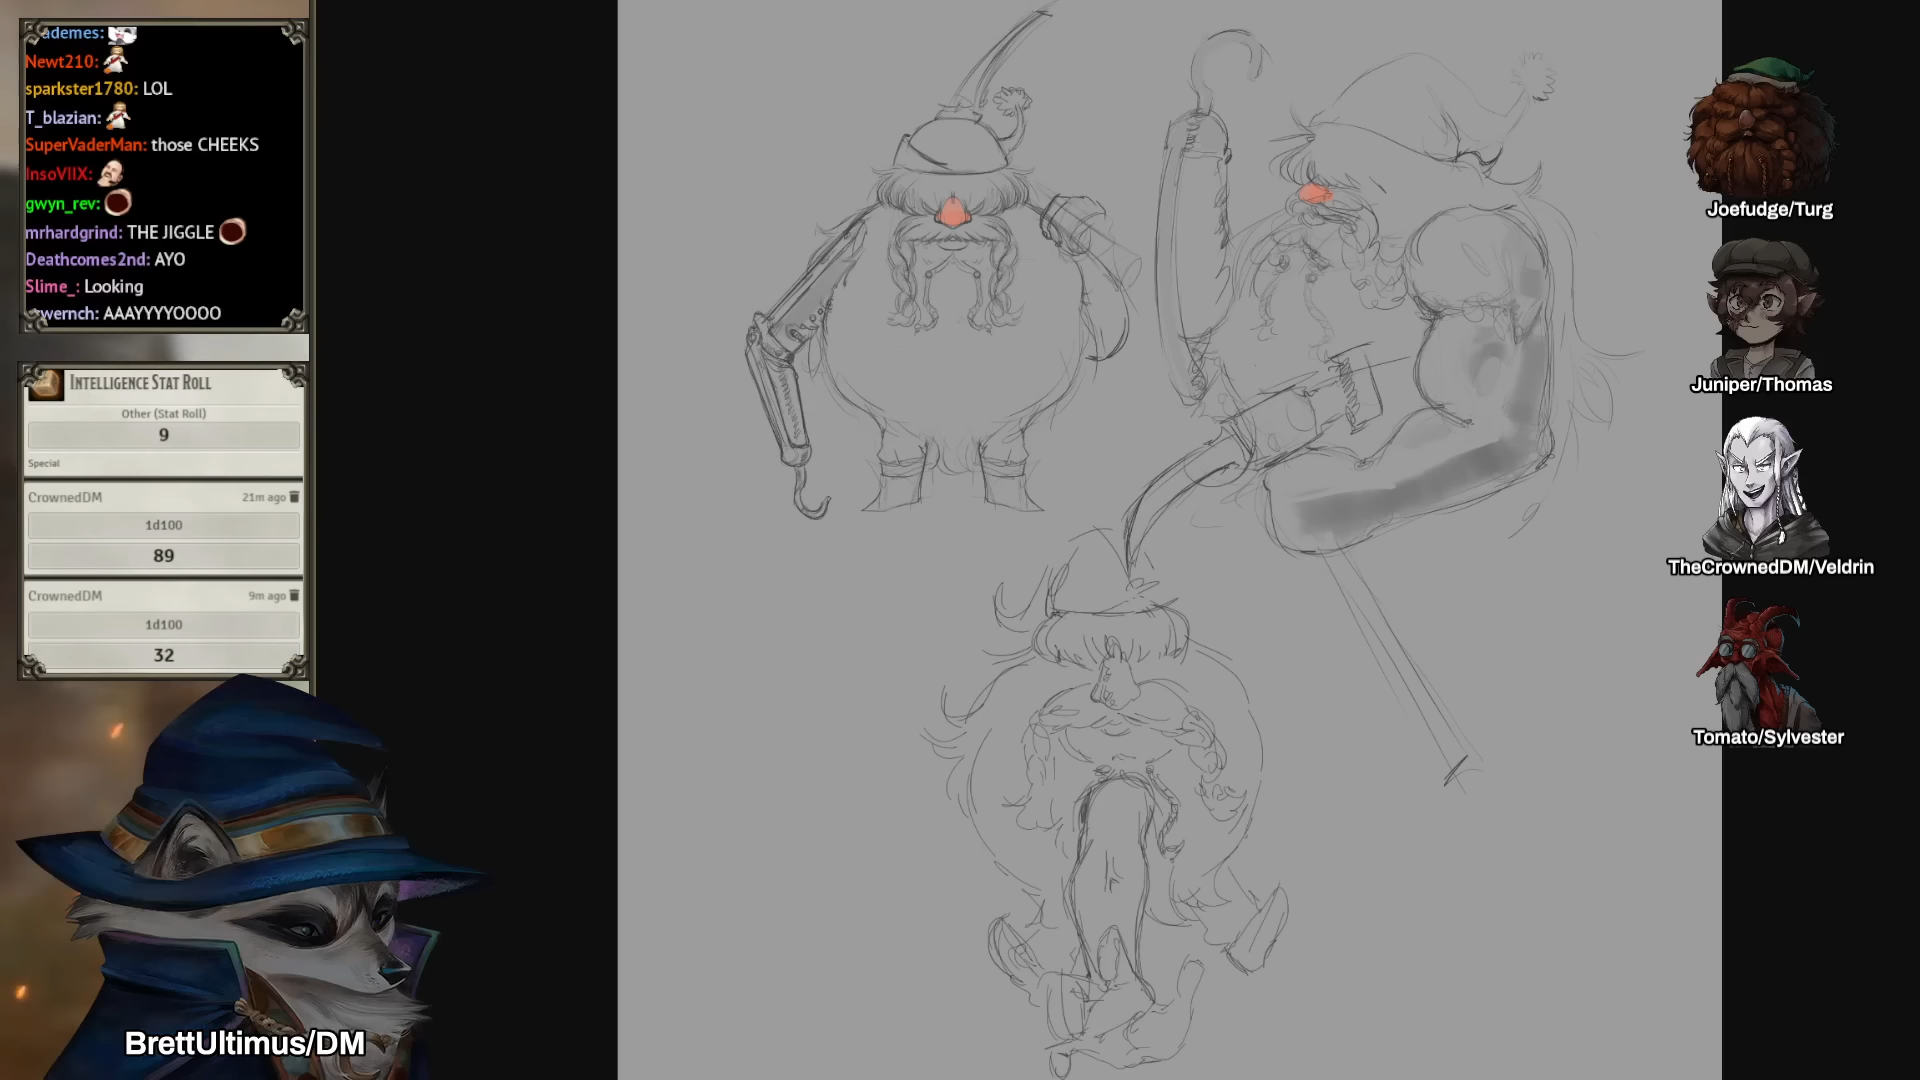 ademes:
Newt210:
sparkster1780: LOL
T_blazian:
SuperVaderMan: those CHEEKS
InsoVIIX:
gwyn_rev:
mrhardgrind: THE JIGGLE
Deathcomes2nd: AYO
Slime_: Looking
wernch: AAAYYYYOOOO
INTELLIGENCE STAT ROLL
Other (Stat Roll)
9
Special
CrownedDM 21m ago
1d100
89
CrownedDM 9m ago
1d100
32
BrettUltimus/DM
Joefudge/Turg
Juniper/Thomas
TheCrownedDM/Veldrin
Tomato/Sylvester